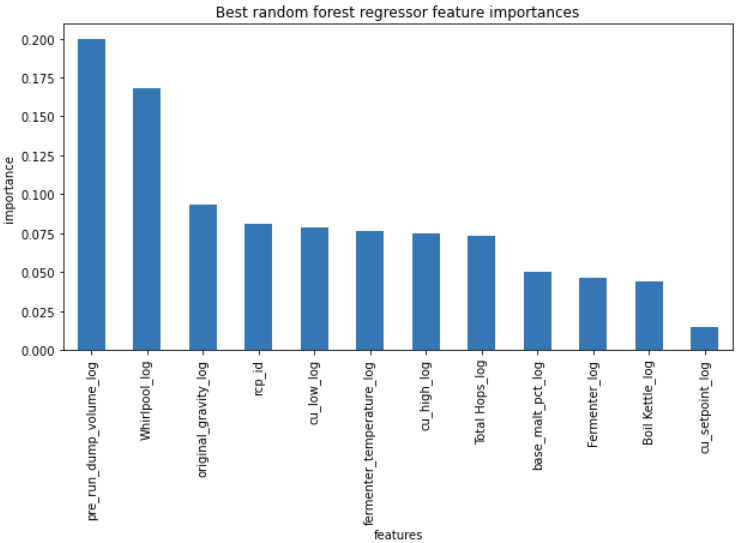 Best random forest regressor feature importances
importance
0.200
0.175
0.150
0.125
0.100
0.075
0.050
0.025
0.000
pre_run_dump_volume_log
Whirlpool_log
original_gravity_log
rcp_id
cu_low_log
fermenter_temperature_log
cu_high_log
Total Hops_log
base_malt_pct_log
Fermenter_log
Boil Kettle_log
cu_setpoint_log
features